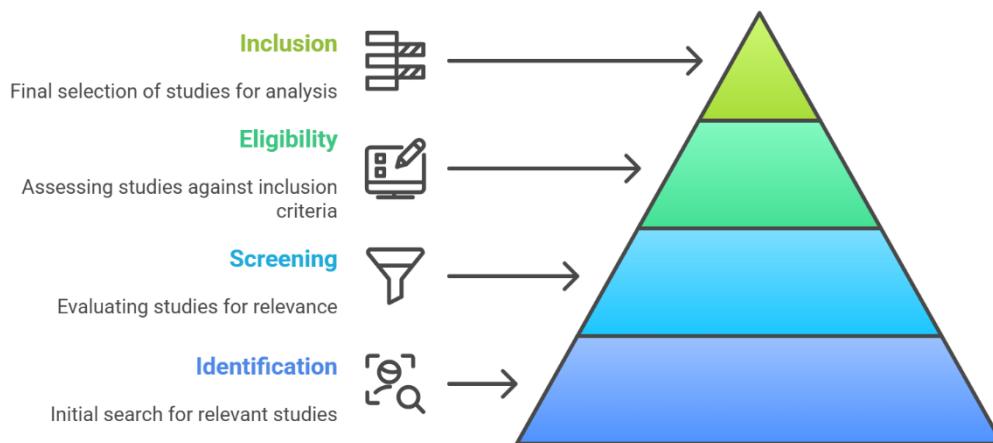 Inclusion
Final selection of studies for analysis
Eligibility
Assessing studies against inclusion
criteria
Screening
Evaluating studies for relevance
Identification
Initial search for relevant studies